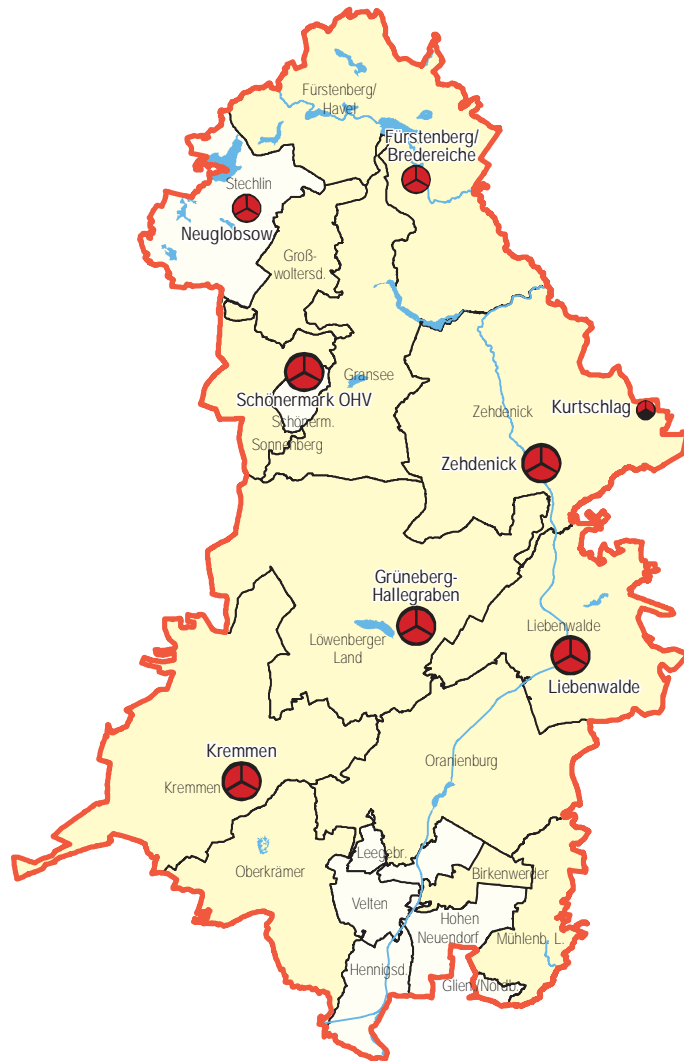 Fürstenberg/
Havel
Fürstenberg/
Bredereiche
Stechlin
Neuglobsow
Groß-
woltersd.
Gransee
Schönermark OHV
Schönerm.
Sonnenberg
Kurtschlag
Zehdenick
Zehdenick
Grüneberg-
Hallegraben
Löwenberger
Land
Liebenwalde
Liebenwalde
Kremmen
Kremmen
Oranienburg
Leegebr.
Oberkrämer
Birkenwerder
Velten
Hohen
Neuendorf
Mühlenb. L.
Hennigsd.
Glien./Nordb.